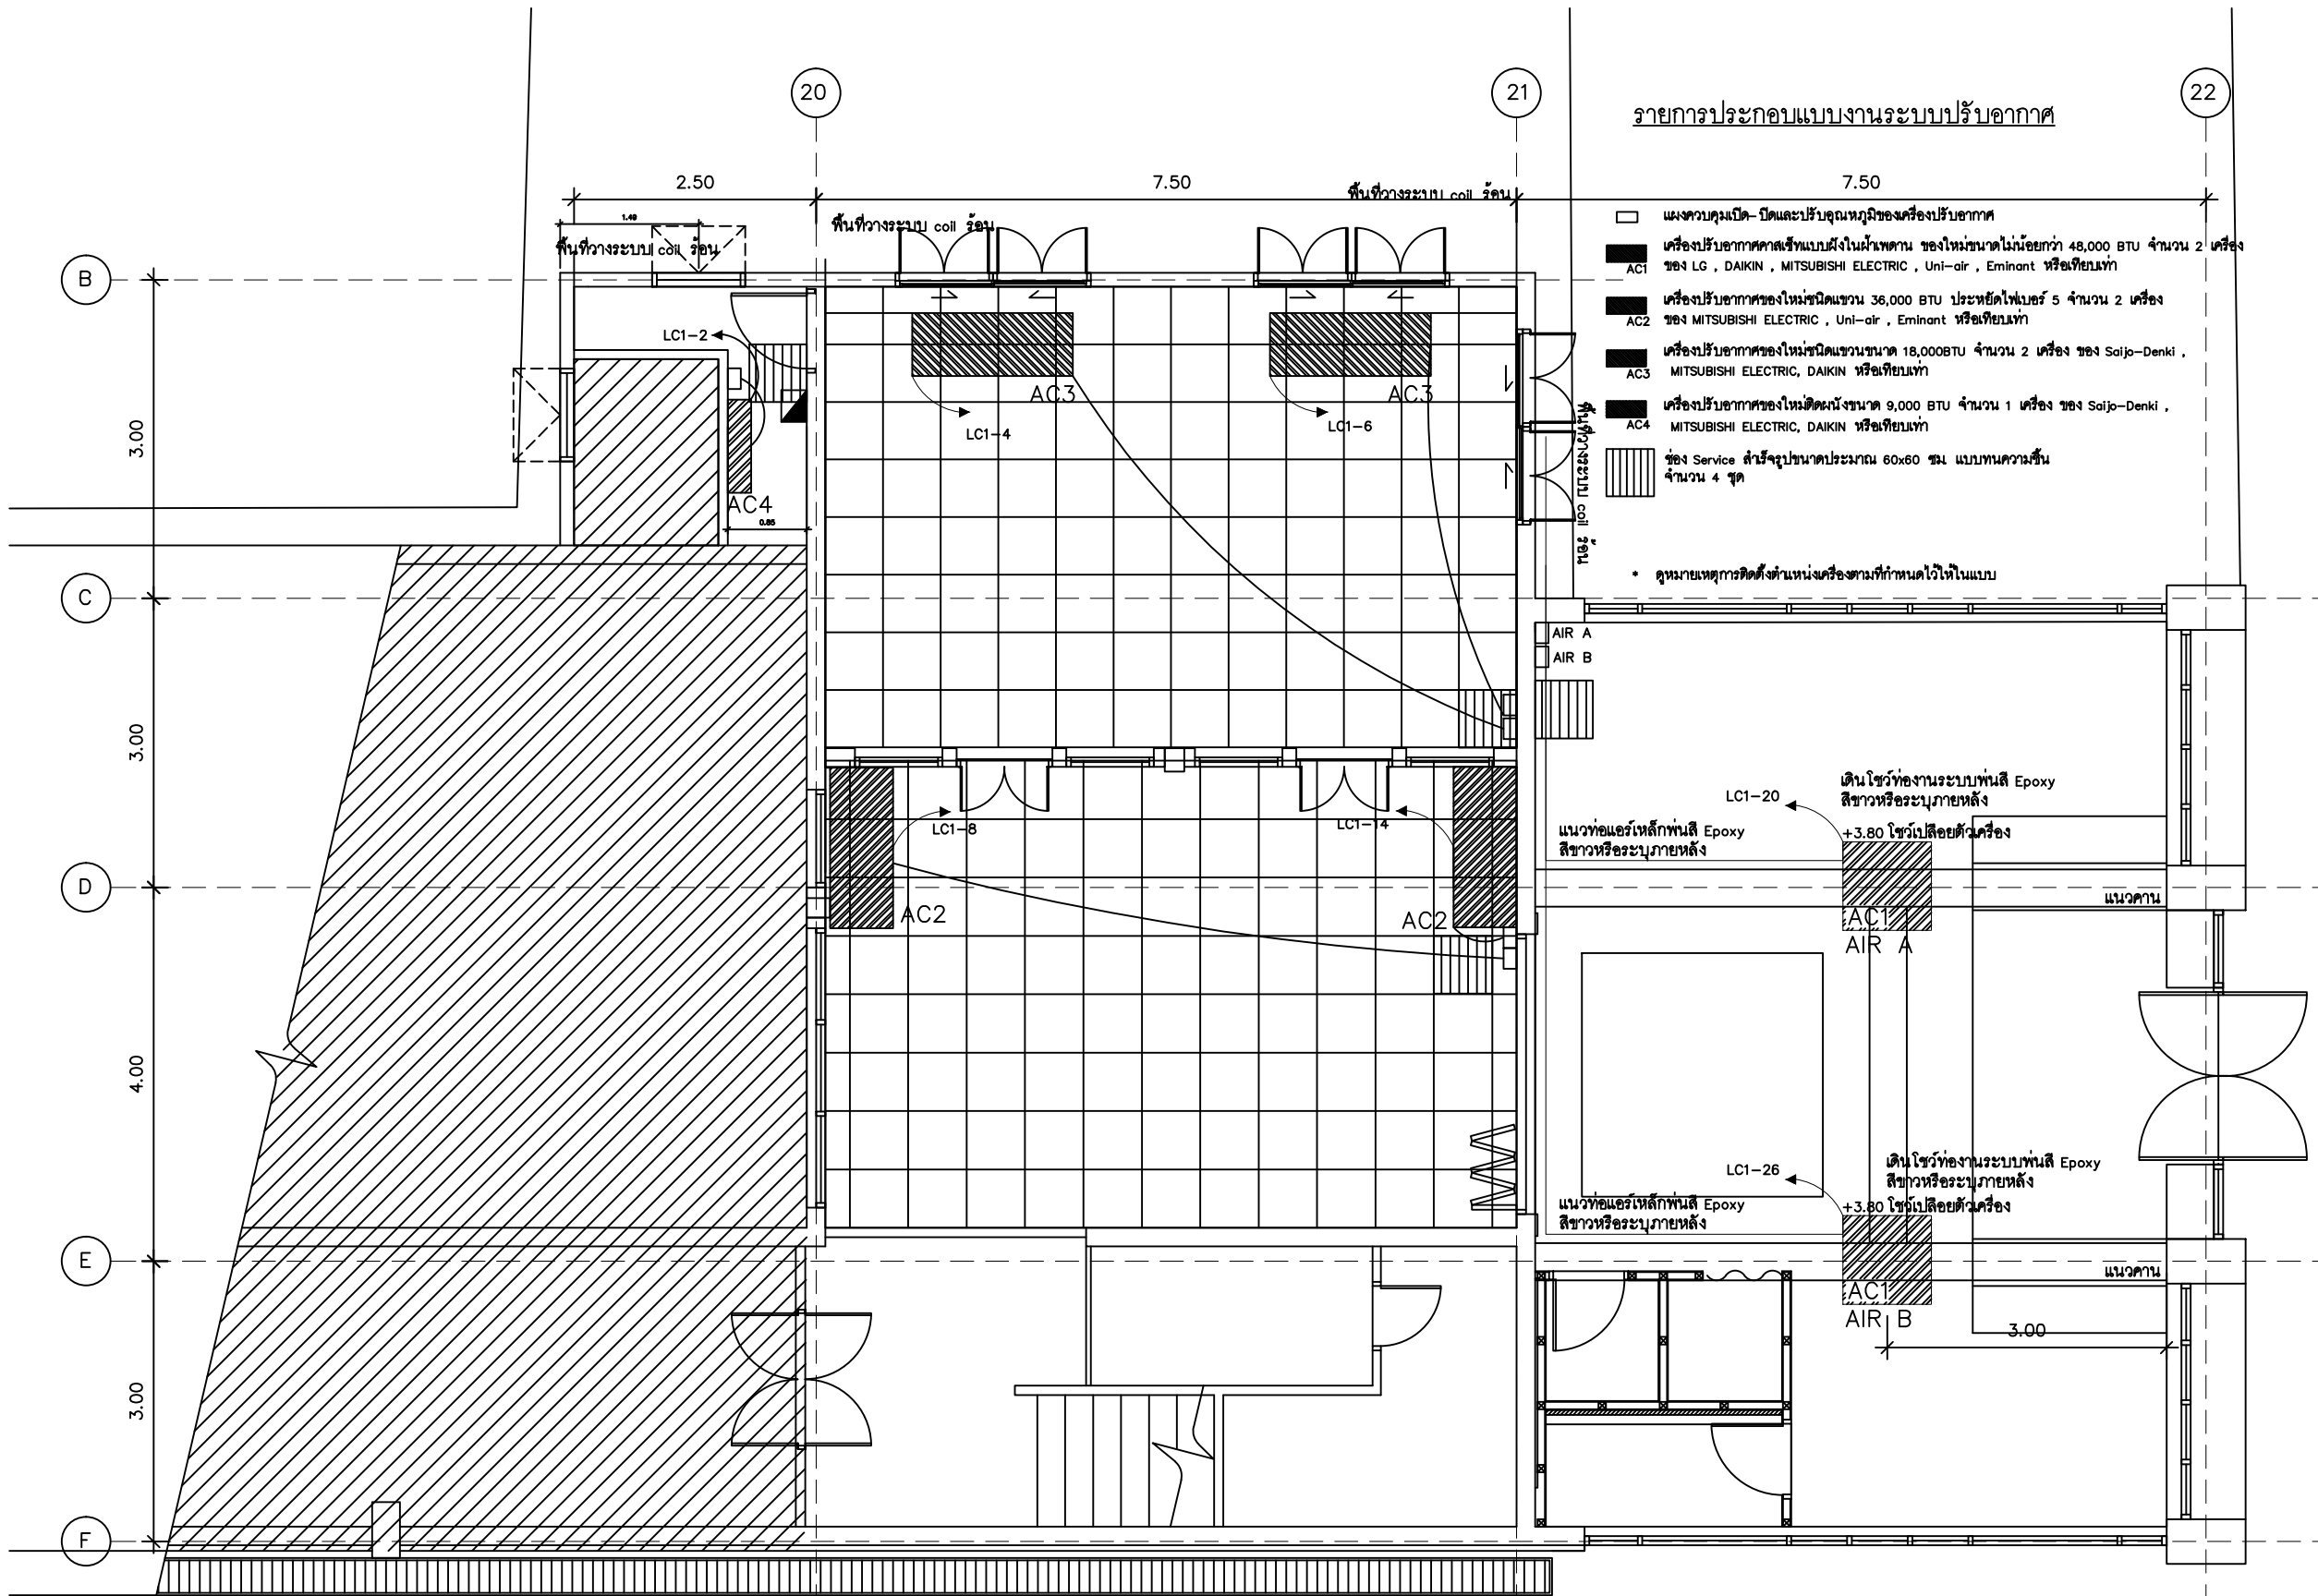 20
21
22
รายการประกอบแบบงานระบบปรับอากาศ
2.50
7.50
7.50
พื้นที่วางระบบ coil ร้อน
พื้นที่วางระบบ coil ร้อน
1.49
พื้นที่วางระบบ coil ร้อน
แผงควบคุมเปิด-ปิดและปรับอุณหภูมิของเครื่องปรับอากาศ
เครื่องปรับอากาศคาสเซ็ทแบบฝังในฝ้าเพดาน ของใหม่ขนาดไม่น้อยกว่า 48,000 BTU จำนวน 2 เครื่อง
AC1 ของ LG , DAIKIN , MITSUBISHI ELECTRIC , Uni-air , Eminant หรือเทียบเท่า
เครื่องปรับอากาศของใหม่ชนิดแขวน 36,000 BTU ประหยัดไฟเบอร์ 5 จำนวน 2 เครื่อง
AC2 ของ MITSUBISHI ELECTRIC , Uni-air , Eminant หรือเทียบเท่า
เครื่องปรับอากาศของใหม่ชนิดแขวนขนาด 18,000BTU จำนวน 2 เครื่อง ของ Saijo-Denki ,
AC3 MITSUBISHI ELECTRIC, DAIKIN หรือเทียบเท่า
เครื่องปรับอากาศของใหม่ติดผนังขนาด 9,000 BTU จำนวน 1 เครื่อง ของ Saijo-Denki ,
AC4 MITSUBISHI ELECTRIC, DAIKIN หรือเทียบเท่า
ช่อง Service สำเร็จรูปขนาดประมาณ 60x60 ซม. แบบทนความชื้น
จำนวน 4 ชุด
* ดูหมายเหตุการติดตั้งตำแหน่งเครื่องตามที่กำหนดไว้ให้ในแบบ
B
C
D
E
F
3.00
3.00
4.00
3.00
LC1-2
AC4
0.85
AC3
LC1-4
AC3
LC1-6
พื้นที่วางระบบ coil ร้อน
AIR A
AIR B
LC1-8
AC2
LC1-14
AC2
LC1-20
เดินโชว์ท่องานระบบพ่นสี Epoxy
สีขาวหรือระบุภายหลัง
แนวท่อแอร์เหล็กพ่นสี Epoxy
สีขาวหรือระบุภายหลัง
+3.80 โชว์เปลือยตัวเครื่อง
แนวคาน
AC1
AIR A
LC1-26
เดินโชว์ท่องานระบบพ่นสี Epoxy
สีขาวหรือระบุภายหลัง
แนวท่อแอร์เหล็กพ่นสี Epoxy
สีขาวหรือระบุภายหลัง
+3.80 โชว์เปลือยตัวเครื่อง
แนวคาน
AC1
AIR B
3.00